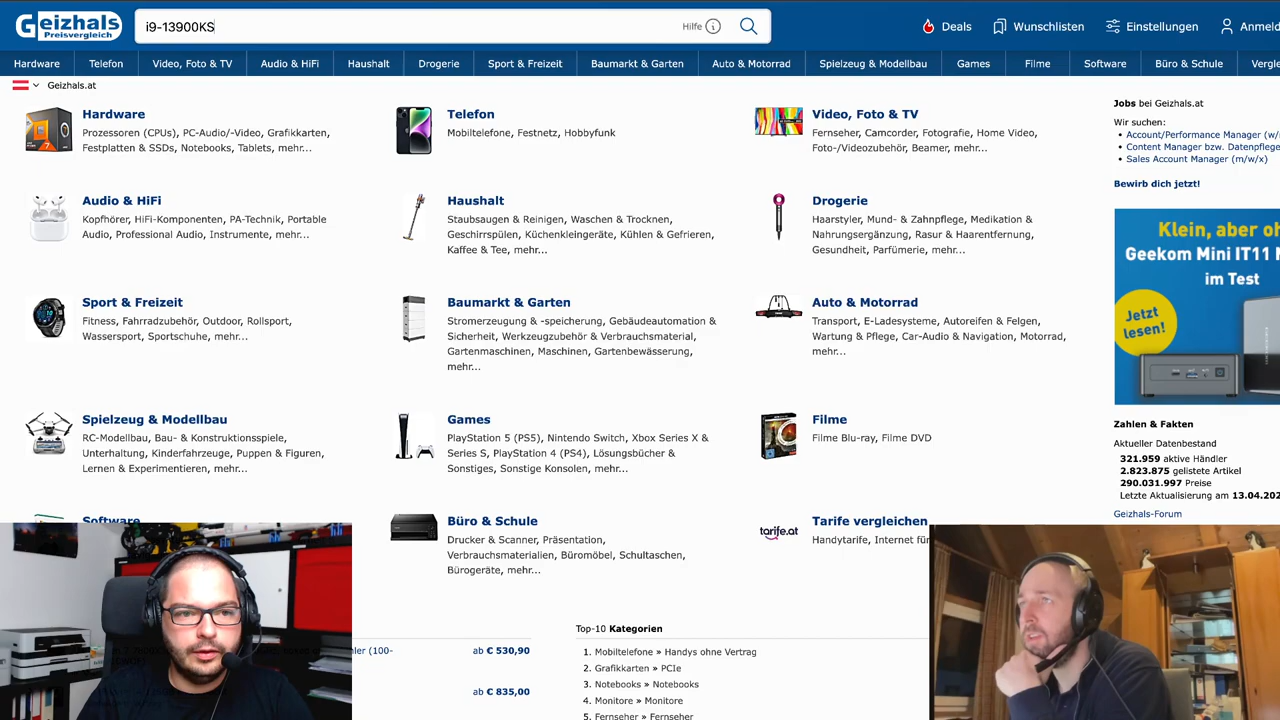 Geizhals
Preisvergleich
i9-13900KS
Hilfe
Deals
Wunschlisten
Einstellungen
Anmeld
Hardware
Telefon
Video, Foto & TV
Audio & HiFi
Haushalt
Drogerie
Sport & Freizeit
Baumarkt & Garten
Auto & Motorrad
Spielzeug & Modellbau
Games
Filme
Software
Büro & Schule
Vergle
Geizhals.at
Hardware
Prozessoren (CPUs), PC-Audio/-Video, Grafikkarten,
Festplatten & SSDs, Notebooks, Tablets, mehr...
Telefon
Mobiltelefone, Festnetz, Hobbyfunk
Video, Foto & TV
Fernseher, Camcorder, Fotografie, Home Video,
Foto-/Videozubehör, Beamer, mehr...
Audio & HiFi
Kopfhörer, HiFi-Komponenten, PA-Technik, Portable
Audio, Professional Audio, Instrumente, mehr...
Haushalt
Staubsaugen & Reinigen, Waschen & Trocknen,
Geschirrspülen, Küchenkleingeräte, Kühlen & Gefrieren,
Kaffee & Tee, mehr...
Drogerie
Haarstyler, Mund- & Zahnpflege, Medikation &
Nahrungsergänzung, Rasur & Haarentfernung,
Gesundheit, Parfümerie, mehr...
Sport & Freizeit
Fitness, Fahrradzubehör, Outdoor, Rollsport,
Wassersport, Sportschuhe, mehr...
Baumarkt & Garten
Stromerzeugung & -speicherung, Gebäudeautomation &
Sicherheit, Werkzeugzubehör & Verbrauchsmaterial,
Gartenmaschinen, Maschinen, Gartenbewässerung,
mehr...
Auto & Motorrad
Transport, E-Ladesysteme, Autoreifen & Felgen,
Wartung & Pflege, Car-Audio & Navigation, Motorrad,
mehr...
Spielzeug & Modellbau
RC-Modellbau, Bau- & Konstruktionsspiele,
Unterhaltung, Kinderfahrzeuge, Puppen & Figuren,
Lernen & Experimentieren, mehr...
Games
PlayStation 5 (PS5), Nintendo Switch, Xbox Series X &
Series S, PlayStation 4 (PS4), Lösungsbücher &
Sonstiges, Sonstige Konsolen, mehr...
Filme
Filme Blu-ray, Filme DVD
Software
Büro & Schule
Drucker & Scanner, Präsentation,
Verbrauchsmaterialien, Büromöbel, Schultaschen,
Bürogeräte, mehr...
tarife.at
Tarife vergleichen
Handytarife, Internet für
Jobs bei Geizhals.at
Wir suchen:
• Account/Performance Manager (w/
• Content Manager bzw. Datenpflege
• Sales Account Manager (m/w/x)
Bewirb dich jetzt!
Klein, aber oh
Geekom Mini IT11
im Test
Jetzt
lesen!
Zahlen & Fakten
Aktueller Datenbestand
321.959 aktive Händler
2.823.875 gelistete Artikel
290.031.997 Preise
Letzte Aktualisierung am 13.04.202
Geizhals-Forum
ler (100-
ab € 530,90
ab € 835,00
Top-10 Kategorien
1. Mobiltelefone » Handys ohne Vertrag
2. Grafikkarten » PCIe
3. Notebooks » Notebooks
4. Monitore » Monitore
5. Fernseher » Fernseher